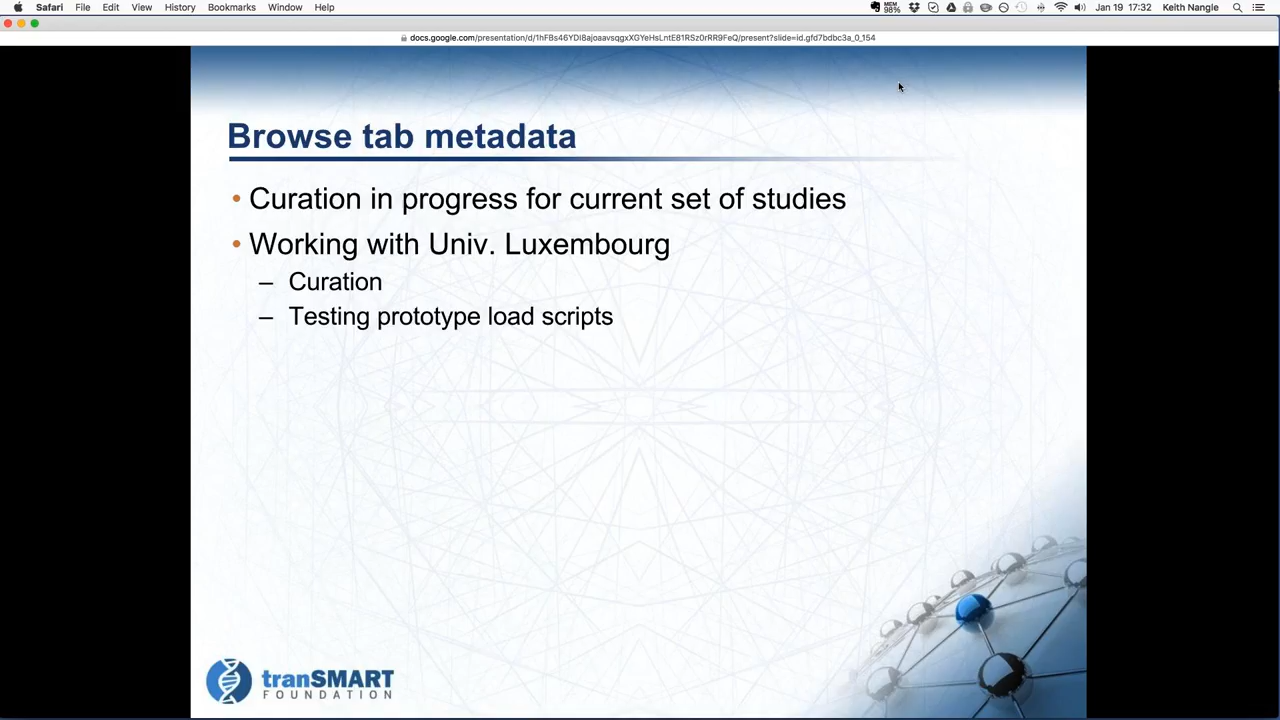 Safari File Edit View History Bookmarks Window Help MEM 98% Jan 19 17:32 Keith Nangle
docs.google.com/presentation/d/1hFBs46YDi8ajoaavsqgxXGYeHsLntE81RSz0rRR9FeQ/present?slide=id.gfd7bdbc3a_0_154
Browse tab metadata
• Curation in progress for current set of studies
• Working with Univ. Luxembourg
– Curation
– Testing prototype load scripts
tranSMART
FOUNDATION